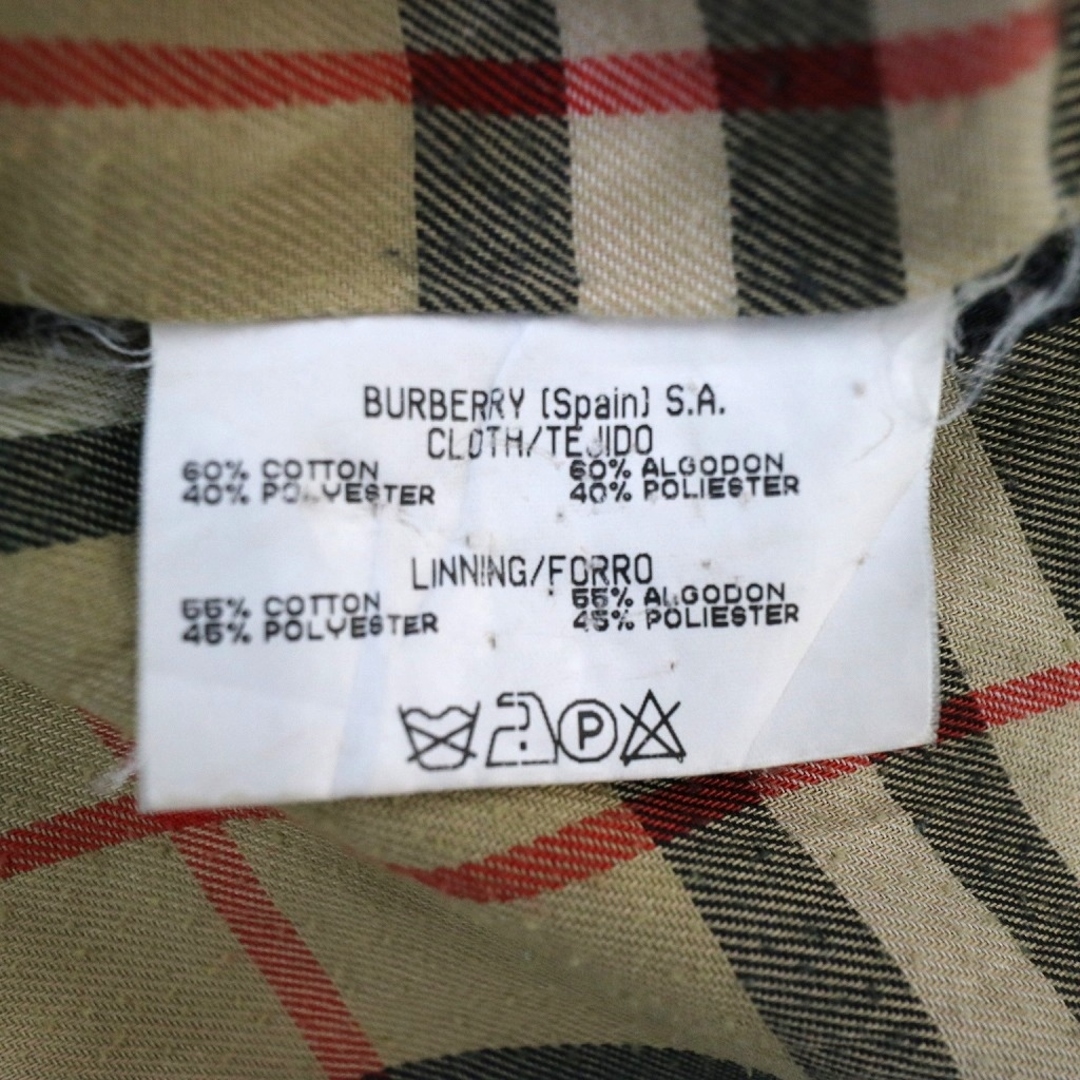 BURBERRY (Spain) S.A.
CLOTH/TEJIDO
60% COTTON 60% ALGODON
40% POLYESTER 40% POLIESTER
LINNING/FORRO
55% COTTON 55% ALGODON
45% POLYESTER 45% POLIESTER
P